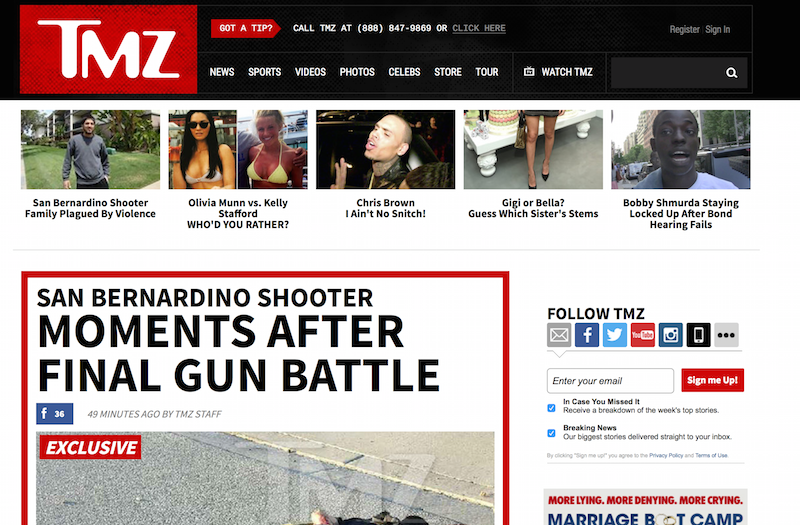 TMZ
GOT A TIP?
CALL TMZ AT (888) 847-9869 OR CLICK HERE
Register Sign In
NEWS SPORTS VIDEOS PHOTOS CELEBS STORE TOUR WATCH TMZ
San Bernardino Shooter
Family Plagued By Violence
Olivia Munn vs. Kelly
Stafford
WHO'D YOU RATHER?
Chris Brown
I Ain't No Snitch!
Gigi or Bella?
Guess Which Sister's Stems
Bobby Shmurda Staying
Locked Up After Bond
Hearing Fails
SAN BERNARDINO SHOOTER
MOMENTS AFTER
FINAL GUN BATTLE
f 36
49 MINUTES AGO BY TMZ STAFF
EXCLUSIVE
TMZ
FOLLOW TMZ
f YouTube
Enter your email
Sign me Up!
In Case You Missed It
Receive a breakdown of the week's top stories.
Breaking News
Our biggest stories delivered straight to your inbox.
By clicking "Sign me up!" you agree to the Privacy Policy and Terms of Use.
MORE LYING. MORE DENYING. MORE CRYING.
MARRIAGE BOOT CAMP